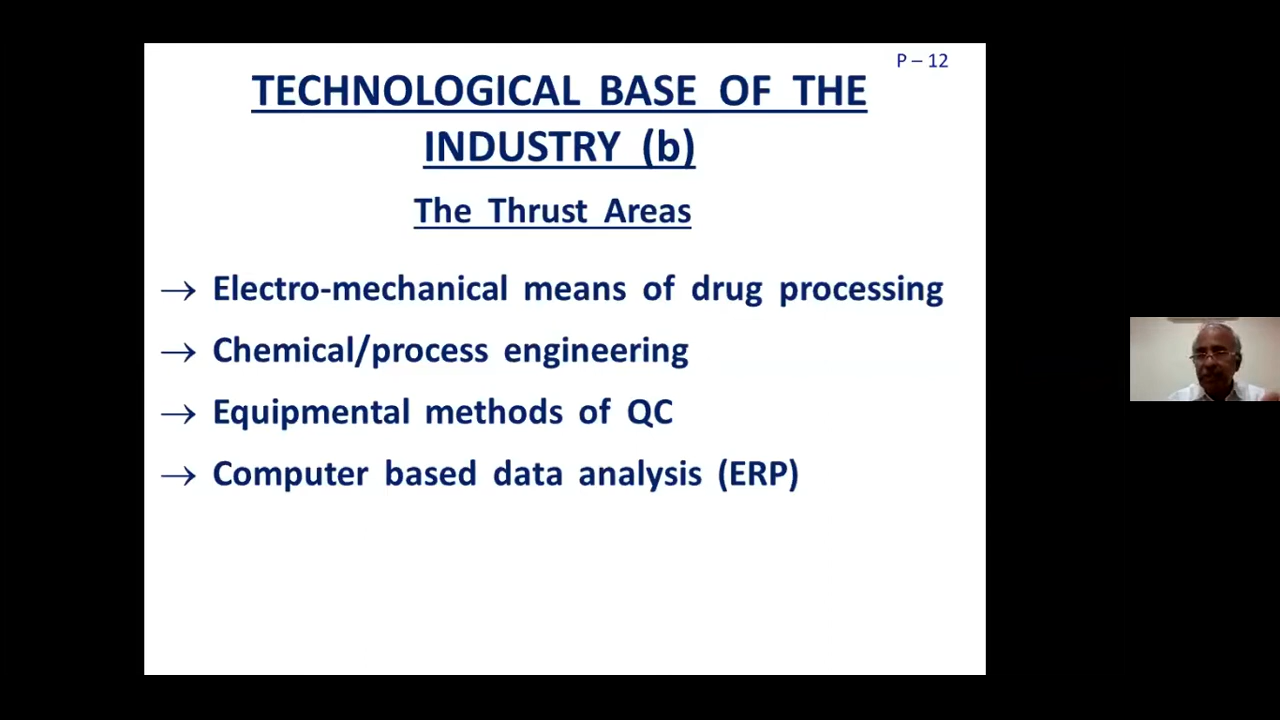 P – 12
TECHNOLOGICAL BASE OF THE
INDUSTRY (b)
The Thrust Areas
→ Electro-mechanical means of drug processing
→ Chemical/process engineering
→ Equipmental methods of QC
→ Computer based data analysis (ERP)